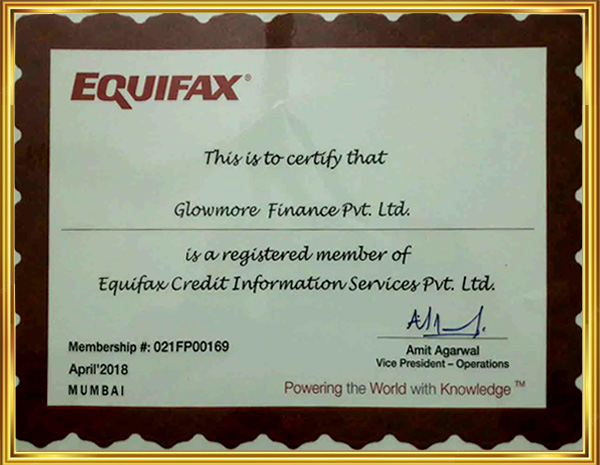 EQUIFAX®
This is to certify that
Glowmore Finance Pvt. Ltd.
is a registered member of
Equifax Credit Information Services Pvt. Ltd.
Membership #: 021FP00169
April'2018
MUMBAI
Amit Agarwal
Vice President – Operations
Powering the World with Knowledge™